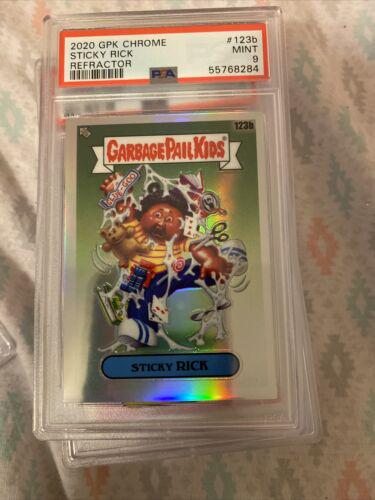 2020 GPK CHROME #123b
STICKY RICK MINT
REFRACTOR PSA 9
55768284
123b
GARBAGE PAIL KIDS®
STICKY RICK